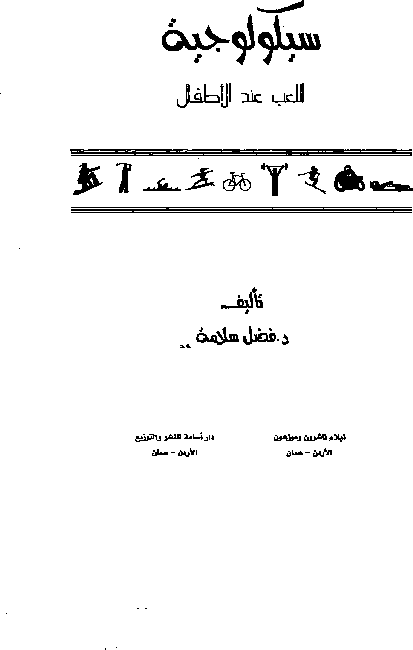 سيكولوجية
اللعب عند الأطفال
تأليف
د. فضل سلامة
نبلاء ناشرون وموزعون
الأردن - عمان
دار أسامة للنشر والتوزيع
الأردن - عمان